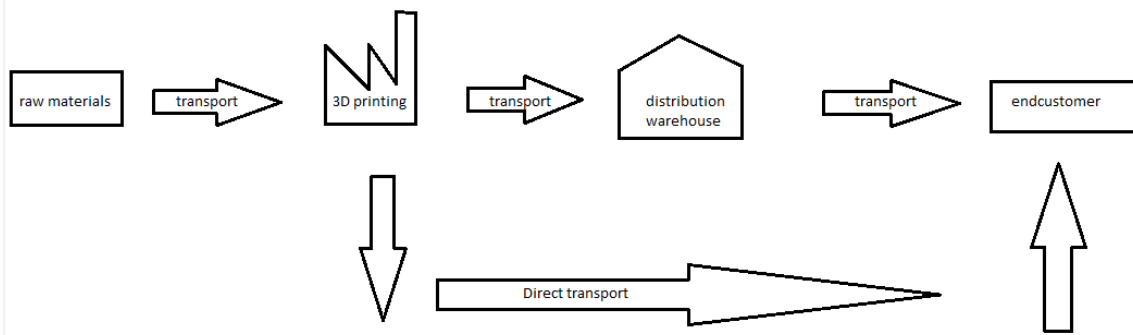 raw materials
transport
3D printing
transport
distribution
warehouse
transport
endcustomer
Direct transport